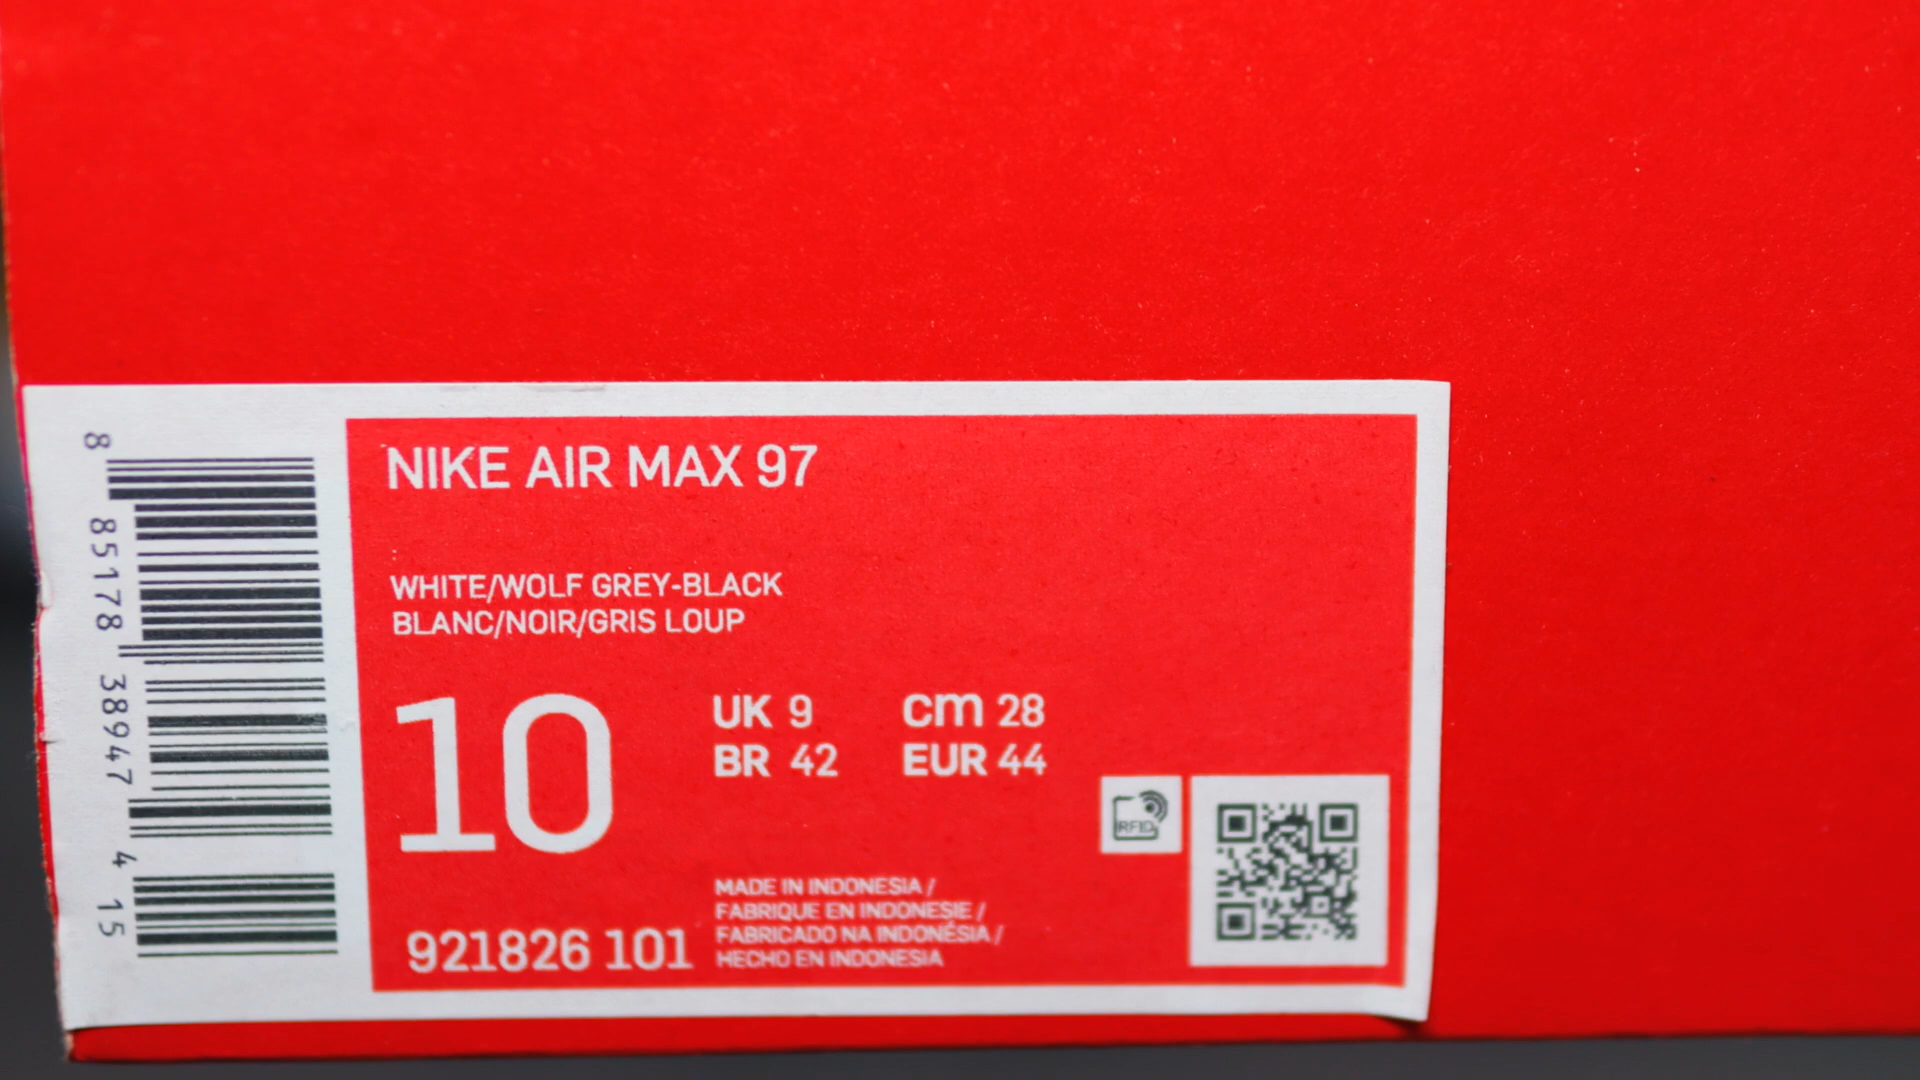 8 85178 38947 4 15
NIKE AIR MAX 97
WHITE/WOLF GREY-BLACK
BLANC/NOIR/GRIS LOUP
10
UK 9 cm 28
BR 42 EUR 44
RFID
921826 101
MADE IN INDONESIA /
FABRIQUE EN INDONESIE /
FABRICADO NA INDONÉSIA /
HECHO EN INDONESIA